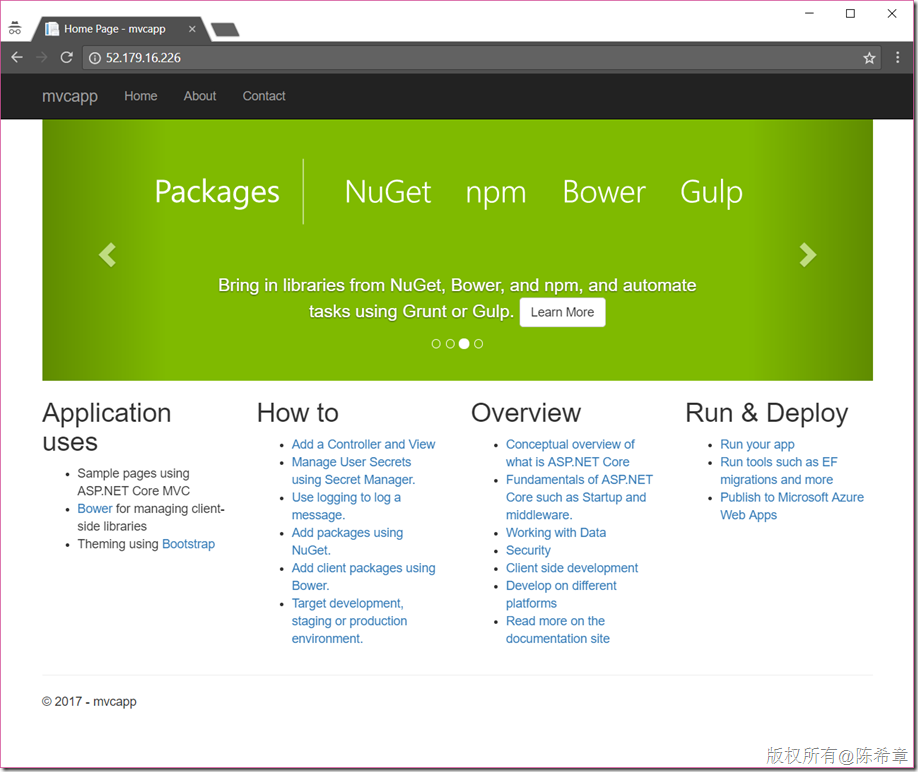 Home Page - mvcapp
52.179.16.226
mvcapp Home About Contact
Packages NuGet npm Bower Gulp
Bring in libraries from NuGet, Bower, and npm, and automate
tasks using Grunt or Gulp. Learn More
Application
uses
Sample pages using
ASP.NET Core MVC
Bower for managing client-
side libraries
Theming using Bootstrap
How to
Add a Controller and View
Manage User Secrets
using Secret Manager.
Use logging to log a
message.
Add packages using
NuGet.
Add client packages using
Bower.
Target development,
staging or production
environment.
Overview
Conceptual overview of
what is ASP.NET Core
Fundamentals of ASP.NET
Core such as Startup and
middleware.
Working with Data
Security
Client side development
Develop on different
platforms
Read more on the
documentation site
Run & Deploy
Run your app
Run tools such as EF
migrations and more
Publish to Microsoft Azure
Web Apps
© 2017 - mvcapp
版权所有@陈希章